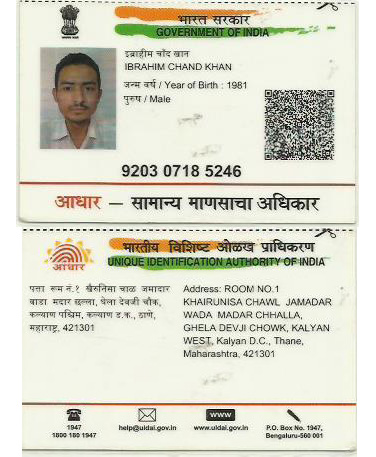 भारत सरकार
GOVERNMENT OF INDIA
इब्राहीम चाँद खान
IBRAHIM CHAND KHAN
जन्म वर्ष / Year of Birth : 1981
पुरुष / Male
9203 0718 5246
आधार – सामान्य माणसाचा अधिकार
भारतीय विशिष्ट ओळख प्राधिकरण
UNIQUE IDENTIFICATION AUTHORITY OF INDIA
आधार
पत्ता रूम नं.१ खैरुनिसा चाळ जमादार
वाडा मदार छल्ला, घेला देवजी चौक,
कल्याण पश्चिम, कल्याण ड.क., ठाणे,
महाराष्ट्र, 421301
Address: ROOM NO.1
KHAIRUNISA CHAWL JAMADAR
WADA MADAR CHHALLA,
GHELA DEVJI CHOWK, KALYAN
WEST, Kalyan D.C., Thane,
Maharashtra, 421301
1947
1800 180 1947
help@uidai.gov.in
WWW
www.uidai.gov.in
P.O. Box No. 1947,
Bengaluru-560 001